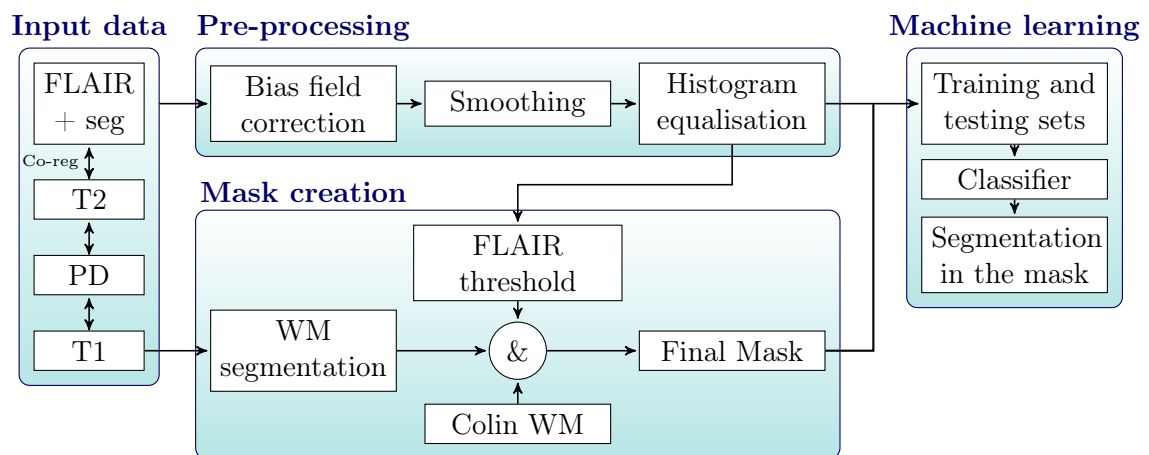 Input data
FLAIR
+ seg
Co-reg
T2
PD
T1
Pre-processing
Bias field
correction
Smoothing
Histogram
equalisation
Mask creation
FLAIR
threshold
WM
segmentation
&
Final Mask
Colin WM
Machine learning
Training and
testing sets
Classifier
Segmentation
in the mask